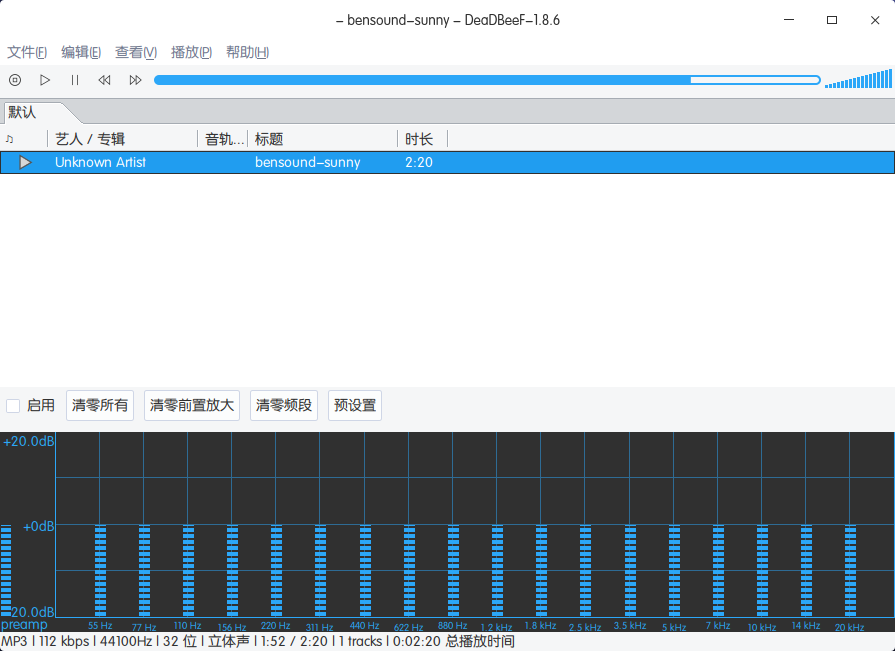 – bensound–sunny – DeaDBeeF–1.8.6
文件(F) 编辑(E) 查看(V) 播放(P) 帮助(H)
默认
♫ 艺人 / 专辑 音轨... 标题 时长
Unknown Artist bensound–sunny 2:20
启用 清零所有 清零前置放大 清零频段 预设置
+20.0dB
+0dB
20.0dB
preamp 55 Hz 77 Hz 110 Hz 156 Hz 220 Hz 311 Hz 440 Hz 622 Hz 880 Hz 1.2 kHz 1.8 kHz 2.5 kHz 3.5 kHz 5 kHz 7 kHz 10 kHz 14 kHz 20 kHz
MP3 | 112 kbps | 44100Hz | 32 位 | 立体声 | 1:52 / 2:20 | 1 tracks | 0:02:20 总播放时间